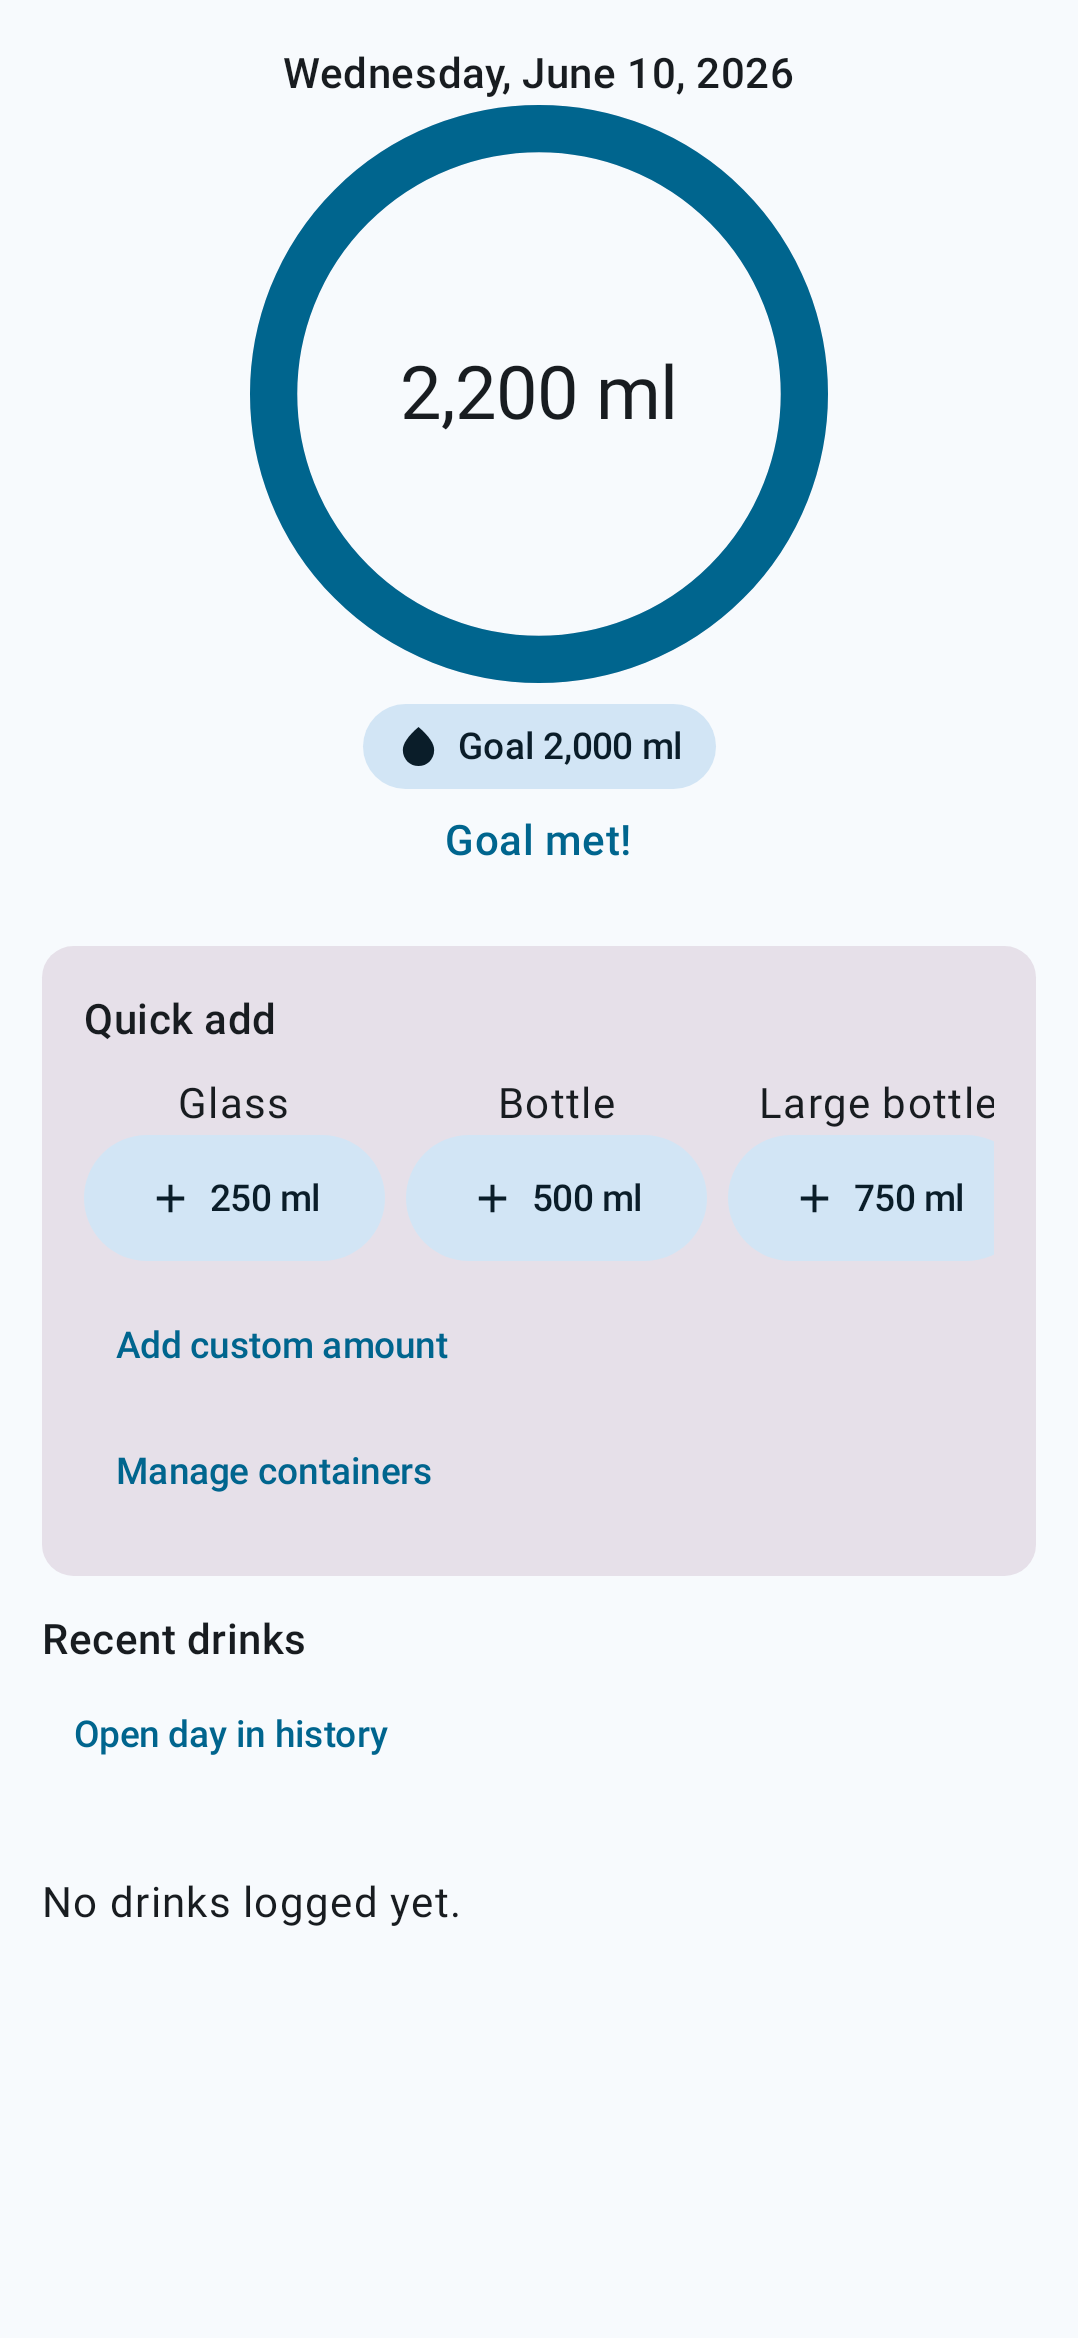 Wednesday, June 10, 2026
2,200 ml
Goal 2,000 ml
Goal met!
Quick add
Glass
Bottle
Large bottle
250 ml
500 ml
750 ml
Add custom amount
Manage containers
Recent drinks
Open day in history
No drinks logged yet.